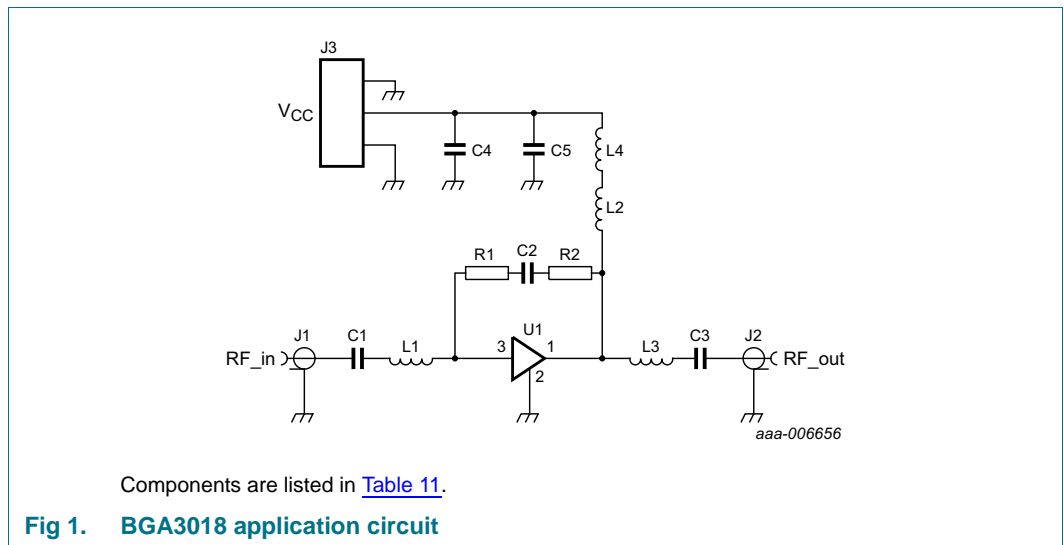 J3
VCC
C4
C5
L4
L2
R1
C2
R2
J1
C1
L1
U1
3
1
2
L3
C3
J2
RF_in
RF_out
aaa-006656
Components are listed in Table 11.
Fig 1. BGA3018 application circuit